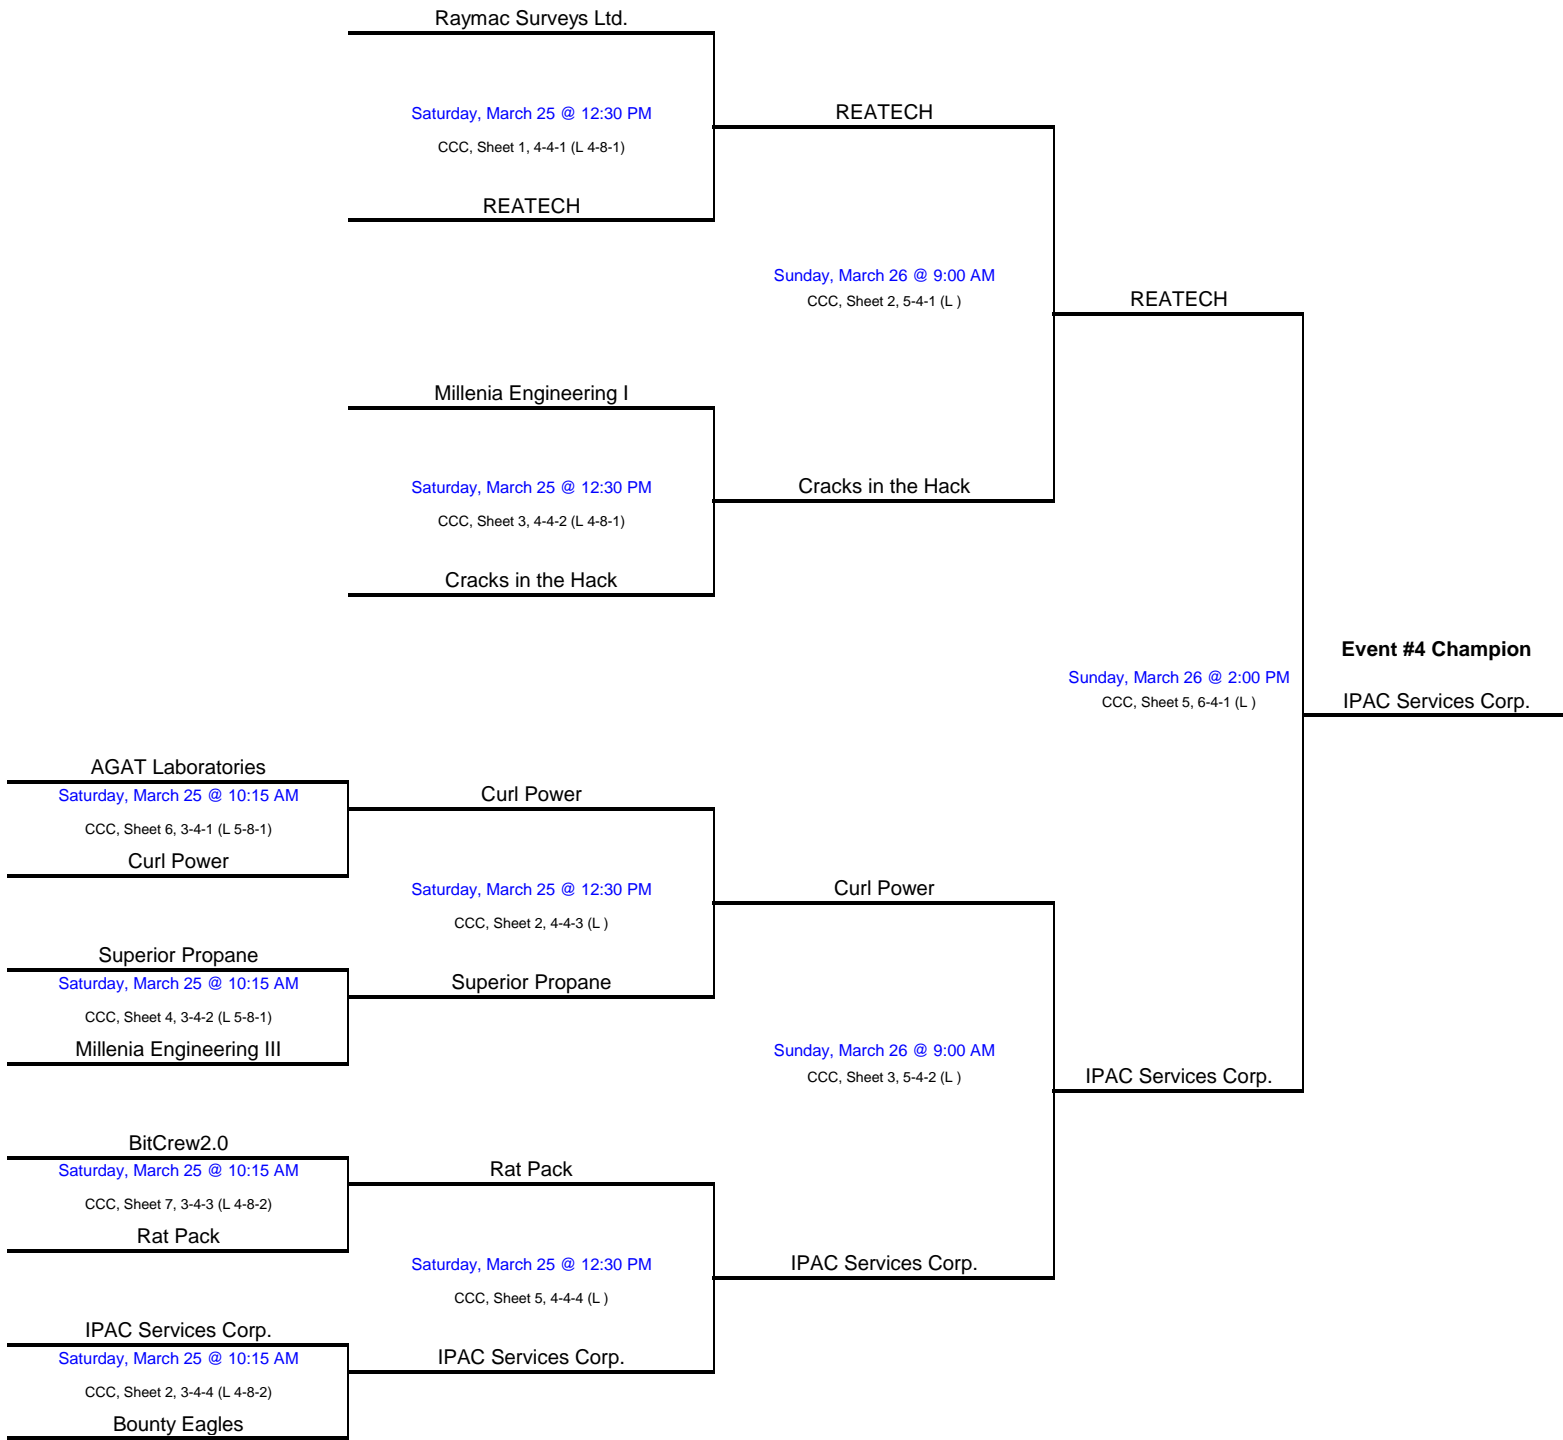 Raymac Surveys Ltd.
Saturday, March 25 @ 12:30 PM
REATECH
CCC, Sheet 1, 4-4-1 (L 4-8-1)
REATECH
Sunday, March 26 @ 9:00 AM
CCC, Sheet 2, 5-4-1 (L )
REATECH
Millenia Engineering I
Saturday, March 25 @ 12:30 PM
Cracks in the Hack
CCC, Sheet 3, 4-4-2 (L 4-8-1)
Cracks in the Hack
Event #4 Champion
Sunday, March 26 @ 2:00 PM
CCC, Sheet 5, 6-4-1 (L )
IPAC Services Corp.
AGAT Laboratories
Saturday, March 25 @ 10:15 AM
Curl Power
CCC, Sheet 6, 3-4-1 (L 5-8-1)
Curl Power
Saturday, March 25 @ 12:30 PM
Curl Power
CCC, Sheet 2, 4-4-3 (L )
Superior Propane
Saturday, March 25 @ 10:15 AM
Superior Propane
CCC, Sheet 4, 3-4-2 (L 5-8-1)
Millenia Engineering III
Sunday, March 26 @ 9:00 AM
CCC, Sheet 3, 5-4-2 (L )
IPAC Services Corp.
BitCrew2.0
Saturday, March 25 @ 10:15 AM
Rat Pack
CCC, Sheet 7, 3-4-3 (L 4-8-2)
Rat Pack
Saturday, March 25 @ 12:30 PM
IPAC Services Corp.
CCC, Sheet 5, 4-4-4 (L )
IPAC Services Corp.
Saturday, March 25 @ 10:15 AM
IPAC Services Corp.
CCC, Sheet 2, 3-4-4 (L 4-8-2)
Bounty Eagles